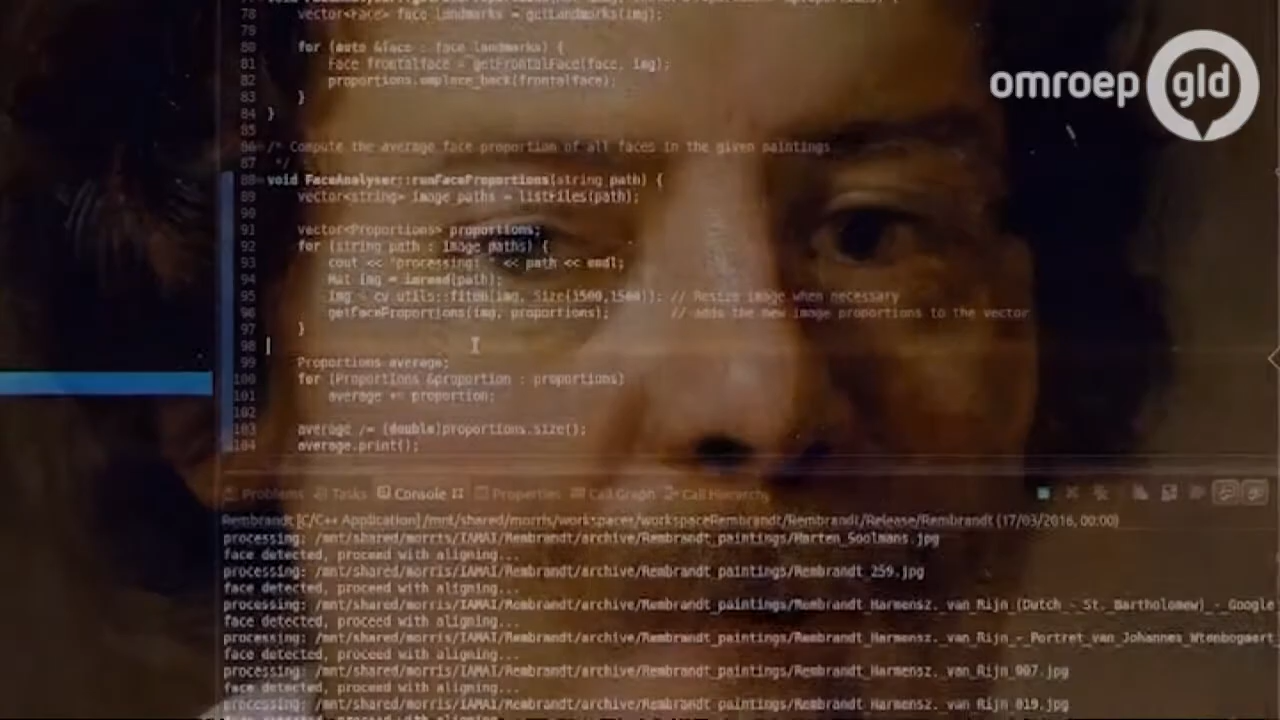 omroep gld
78 vector<Face> face_landmarks = getLandmarks(img);
79
80 for (auto &face : face_landmarks) {
81 Face frontalface = getFrontalFace(face, img);
82 proportions.emplace_back(frontalface);
83 }
84 }
85
86 /* Compute the average face proportion of all faces in the given paintings
87 */
88 void FaceAnalyser::runFaceProportions(string path) {
89 vector<string> image_paths = listFiles(path);
90
91 vector<Proportions> proportions;
92 for (string path : image_paths) {
93 cout << "processing: " << path << endl;
94 Mat img = imread(path);
95 img = cv_utils::fitBB(img, Size(1500,1500)); // Resize image when necessary
96 getFaceProportions(img, proportions); // adds the new image proportions to the vector
97 }
98
99 Proportions average;
100 for (Proportions &proportion : proportions)
101 average += proportion;
102
103 average /= (double)proportions.size();
104 average.print();
Problems Tasks Console Properties Call Graph Call Hierarchy
Rembrandt [C/C++ Application] /mnt/shared/morris/workspaces/workspaceRembrandt/Rembrandt/Release/Rembrandt (17/03/2016, 00:00)
processing: /mnt/shared/morris/IAMAI/Rembrandt/archive/Rembrandt_paintings/Marten_Soolmans.jpg
face detected, proceed with aligning...
processing: /mnt/shared/morris/IAMAI/Rembrandt/archive/Rembrandt_paintings/Rembrandt_259.jpg
face detected, proceed with aligning...
processing: /mnt/shared/morris/IAMAI/Rembrandt/archive/Rembrandt_paintings/Rembrandt_Harmensz._van_Rijn_(Dutch_-_St._Bartholomew)_-_Google
face detected, proceed with aligning...
processing: /mnt/shared/morris/IAMAI/Rembrandt/archive/Rembrandt_paintings/Rembrandt_Harmensz._van_Rijn_-_Portret_van_Johannes_Wtenbogaert
face detected, proceed with aligning...
processing: /mnt/shared/morris/IAMAI/Rembrandt/archive/Rembrandt_paintings/Rembrandt_Harmensz._van_Rijn_007.jpg
face detected, proceed with aligning...
processing: /mnt/shared/morris/IAMAI/Rembrandt/archive/Rembrandt_paintings/Rembrandt_Harmensz._van_Rijn_019.jpg